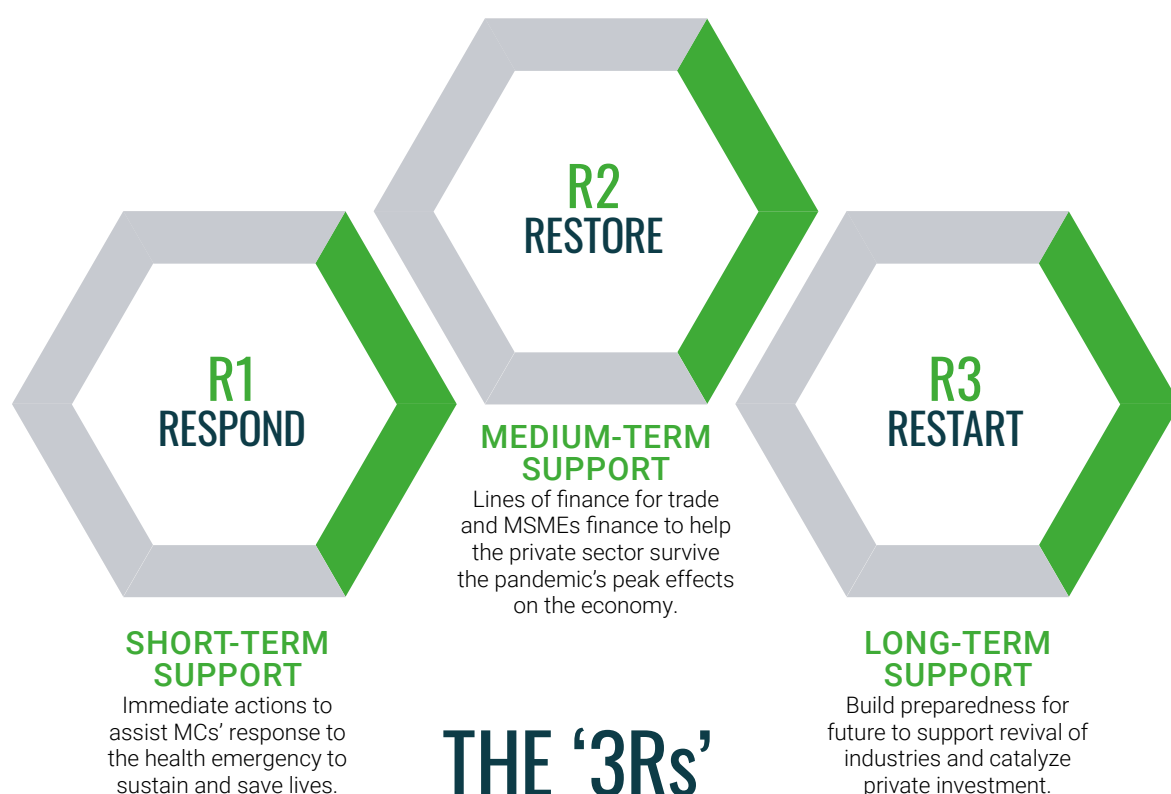 R1
RESPOND
SHORT-TERM
SUPPORT
Immediate actions to
assist MCs’ response to
the health emergency to
sustain and save lives.
R2
RESTORE
MEDIUM-TERM
SUPPORT
Lines of finance for trade
and MSMEs finance to help
the private sector survive
the pandemic’s peak effects
on the economy.
R3
RESTART
LONG-TERM
SUPPORT
Build preparedness for
future to support revival of
industries and catalyze
private investment.
THE ‘3Rs’